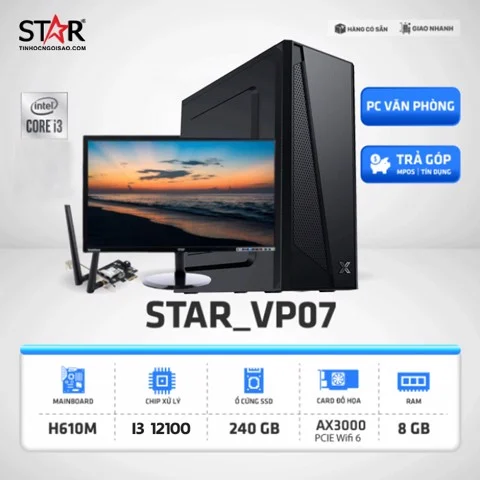 STAR
TINHOCNGOISAO.COM
HÀNG CÓ SẴN
GIAO NHANH
intel
CORE i3
PC VĂN PHÒNG
TRẢ GÓP
MPOS | TÍN DỤNG
X
STAR_VP07
MAINBOARD
H610M
CHIP XỬ LÝ
I3 12100
Ổ CỨNG SSD
240 GB
CARD ĐỒ HỌA
AX3000
PCIE Wifi 6
RAM
8 GB